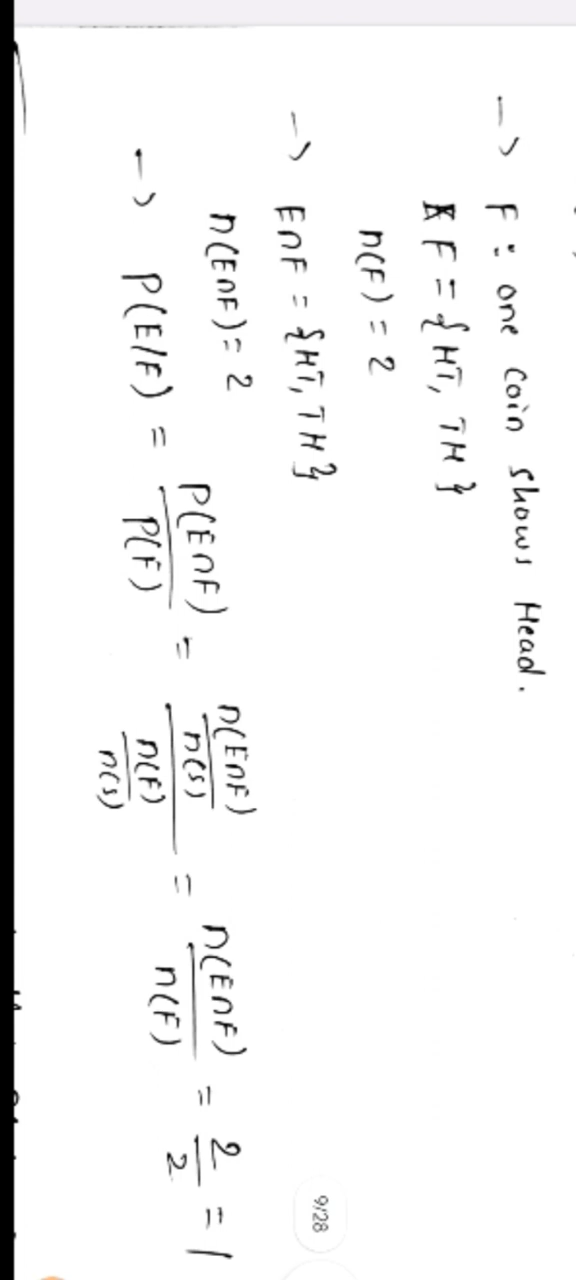 → F : one coin shows Head.
F = {HT, TH}
n(F) = 2
→ E∩F = {HT, TH}
n(E∩F) = 2
→ P(E/F) = P(E∩F)/P(F) = (n(E∩F)/n(S))/(n(F)/n(S)) = n(E∩F)/n(F) = 2/2 = 1
9/28